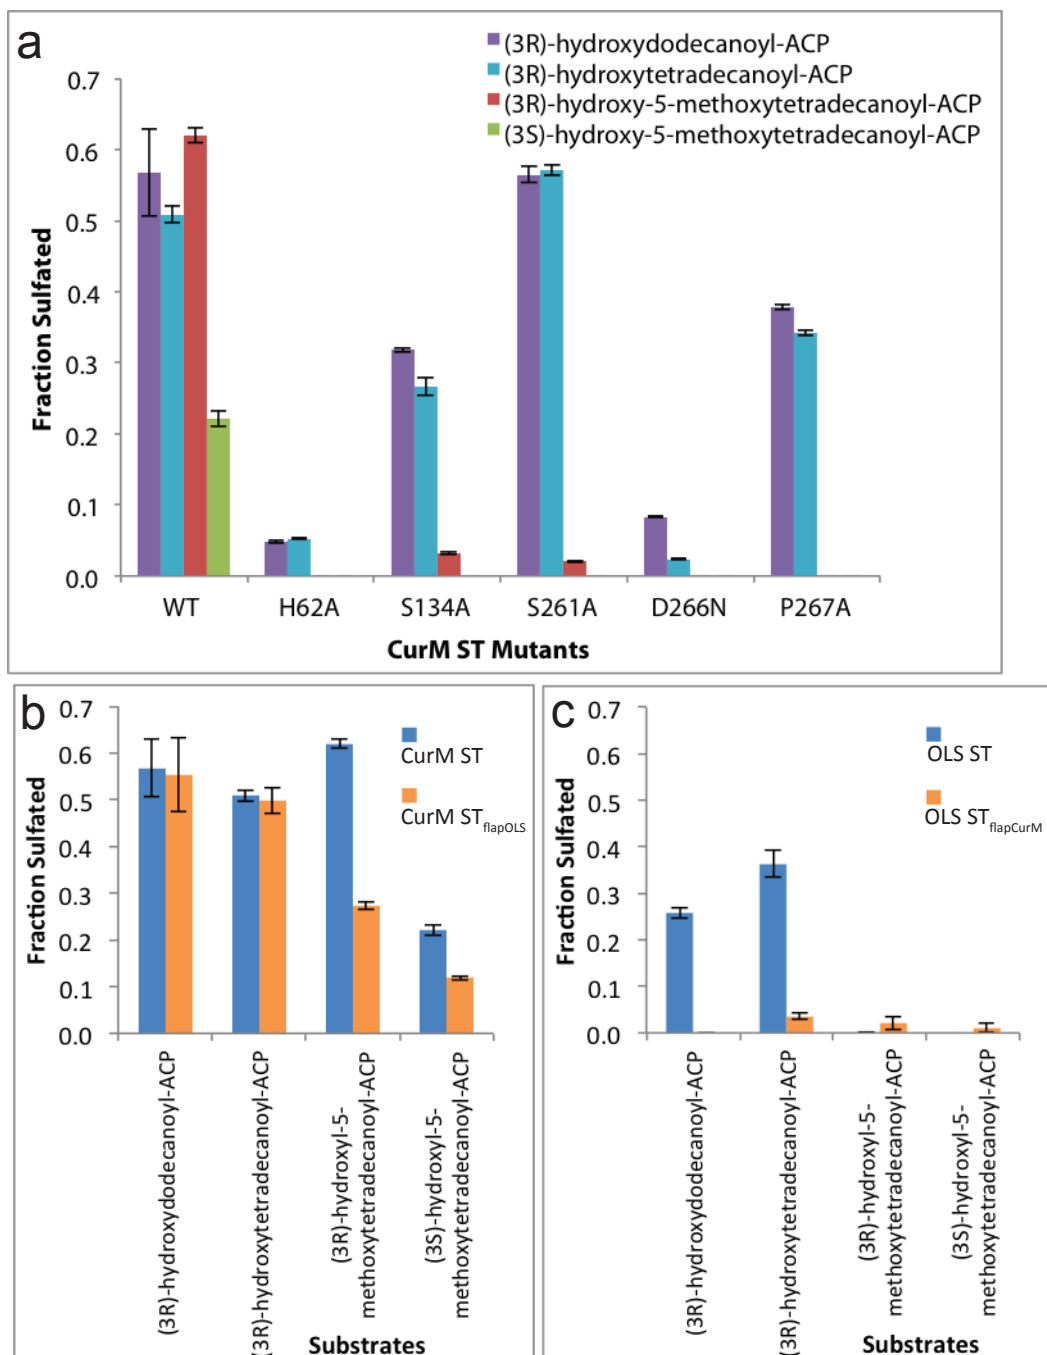 a
(3R)-hydroxydodecanoyl-ACP
(3R)-hydroxytetradecanoyl-ACP
(3R)-hydroxy-5-methoxytetradecanoyl-ACP
(3S)-hydroxy-5-methoxytetradecanoyl-ACP
Fraction Sulfated
0.7
0.6
0.5
0.4
0.3
0.2
0.1
0.0
WT H62A S134A S261A D266N P267A
CurM ST Mutants
b
Fraction Sulfated
0.7
0.6
0.5
0.4
0.3
0.2
0.1
0.0
CurM ST
CurM STflapOLS
(3R)-hydroxydodecanoyl-ACP
(3R)-hydroxytetradecanoyl-ACP
(3R)-hydroxyl-5-
methoxytetradecanoyl-ACP
(3S)-hydroxyl-5-
methoxytetradecanoyl-ACP
Substrates
c
Fraction Sulfated
0.7
0.6
0.5
0.4
0.3
0.2
0.1
0.0
OLS ST
OLS STflapCurM
(3R)-hydroxydodecanoyl-ACP
(3R)-hydroxytetradecanoyl-ACP
(3R)-hydroxyl-5-
methoxytetradecanoyl-ACP
(3S)-hydroxyl-5-
methoxytetradecanoyl-ACP
Substrates